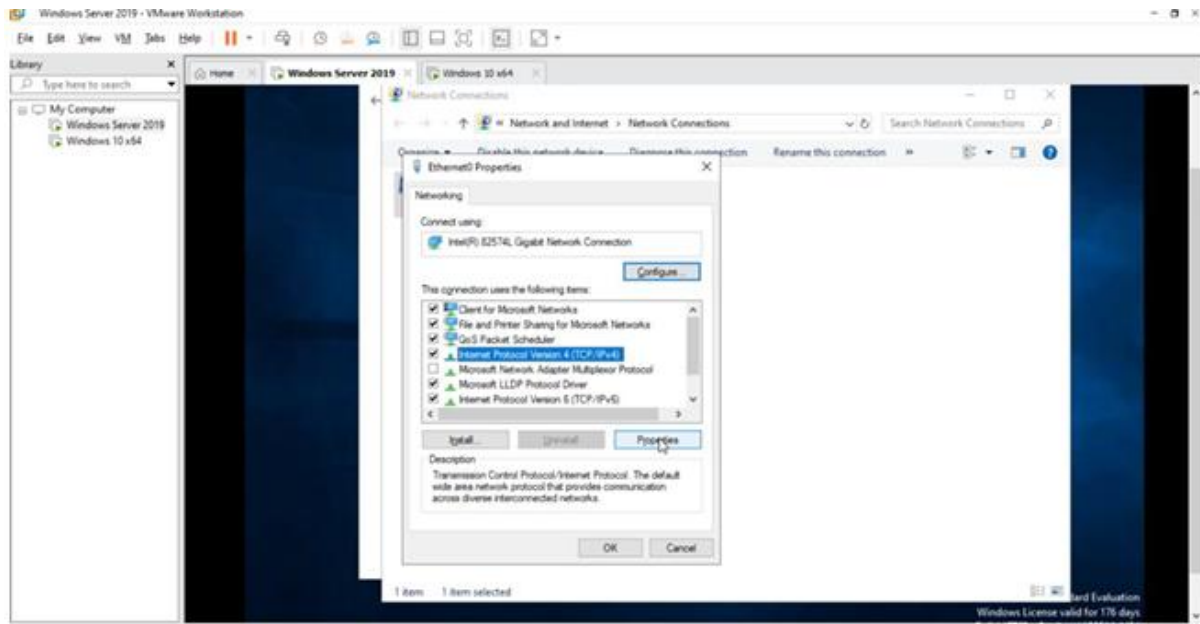 Windows Server 2019 - VMware Workstation
File Edit View VM Tabs Help
Library
Type here to search
My Computer
Windows Server 2019
Windows 10 x64
Home
Windows Server 2019
Windows 10 x64
Network Connections
« Network and Internet > Network Connections
Search Network Connections
Organize Disable this network device Diagnose this connection Rename this connection »
Ethernet0 Properties
Networking
Connect using:
Intel(R) 82574L Gigabit Network Connection
Configure...
This connection uses the following items:
Client for Microsoft Networks
File and Printer Sharing for Microsoft Networks
QoS Packet Scheduler
Internet Protocol Version 4 (TCP/IPv4)
Microsoft Network Adapter Multiplexor Protocol
Microsoft LLDP Protocol Driver
Internet Protocol Version 6 (TCP/IPv6)
Install... Uninstall Properties
Description
Transmission Control Protocol/Internet Protocol. The default
wide area network protocol that provides communication
across diverse interconnected networks.
OK Cancel
1 item 1 item selected
Evaluation
Windows License valid for 176 days